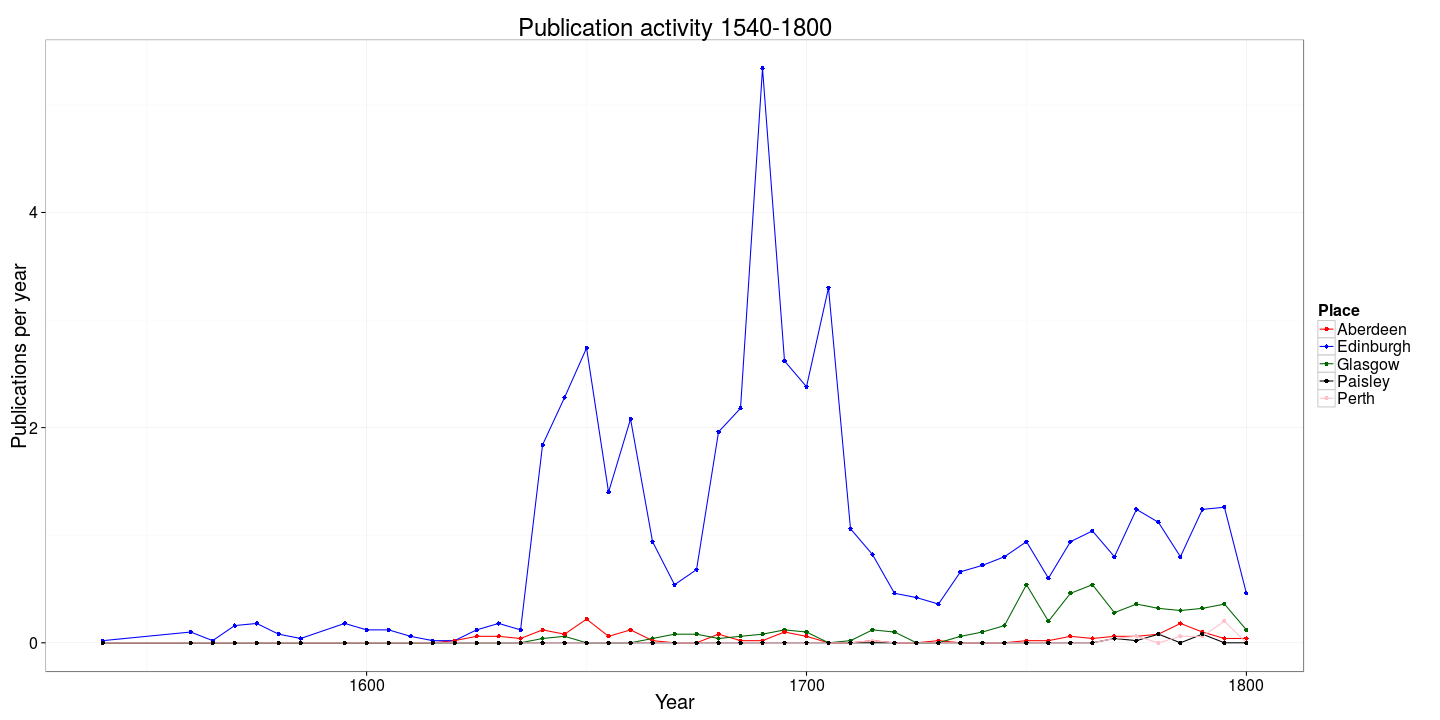 Publication activity 1540-1800
Publications per year
4
2
0
1600
1700
1800
Year
Place
Aberdeen
Edinburgh
Glasgow
Paisley
Perth